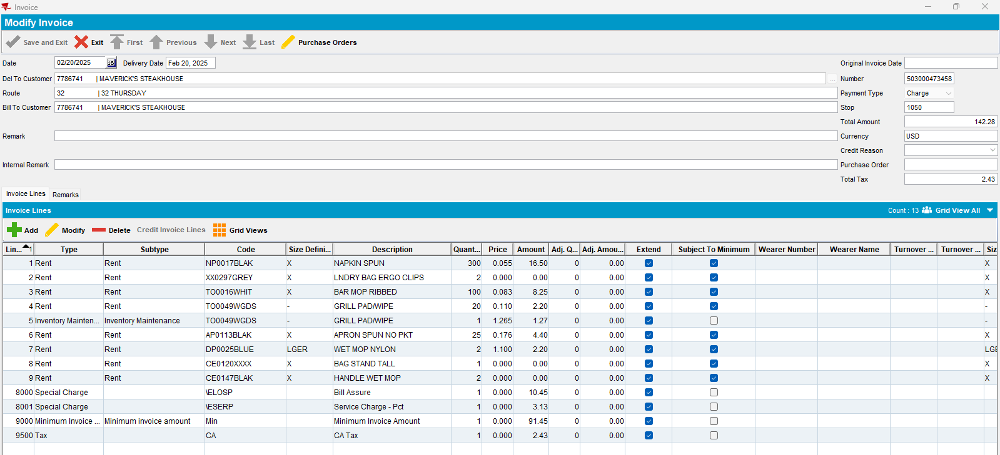 Invoice
Modify Invoice
Save and Exit Exit First Previous Next Last Purchase Orders
Date 02/20/2025 16 Delivery Date Feb 20, 2025 Original Invoice Date
Del To Customer 7786741 | MAVERICK'S STEAKHOUSE ... Number 503000473458
Route 32 | 32 THURSDAY Payment Type Charge
Bill To Customer 7786741 | MAVERICK'S STEAKHOUSE Stop 1050
Total Amount 142.28
Remark Currency USD
Credit Reason
Internal Remark Purchase Order
Total Tax 2.43
Invoice Lines Remarks
Invoice Lines Count : 13 Grid View All
Add Modify Delete Credit Invoice Lines Grid Views
Lin... 1 Type Subtype Code Size Defini... Description Quant... Price Amount Adj. Q... Adj. Amou... Extend Subject To Minimum Wearer Number Wearer Name Turnover ... Turnover ... Siz
1 Rent Rent NP0017BLAK X NAPKIN SPUN 300 0.055 16.50 0 0.00 X
2 Rent Rent XX0297GREY X LNDRY BAG ERGO CLIPS 2 0.000 0.00 0 0.00 X
3 Rent Rent TO0016WHIT X BAR MOP RIBBED 100 0.083 8.25 0 0.00 X
4 Rent Rent TO0049WGDS - GRILL PAD/WIPE 20 0.110 2.20 0 0.00 -
5 Inventory Mainten... Inventory Maintenance TO0049WGDS - GRILL PAD/WIPE 1 1.265 1.27 0 0.00 -
6 Rent Rent AP0113BLAK X APRON SPUN NO PKT 25 0.176 4.40 0 0.00 X
7 Rent Rent DP0025BLUE LGER WET MOP NYLON 2 1.100 2.20 0 0.00 LGE
8 Rent Rent CE0120XXXX X BAG STAND TALL 1 0.000 0.00 0 0.00 X
9 Rent Rent CE0147BLAK X HANDLE WET MOP 2 0.000 0.00 0 0.00 X
8000 Special Charge \ELOSP Bill Assure 1 0.000 10.45 0 0.00
8001 Special Charge \ESERP Service Charge - Pct 1 0.000 3.13 0 0.00
9000 Minimum Invoice ... Minimum invoice amount Min Minimum Invoice Amount 1 0.000 91.45 0 0.00
9500 Tax CA CA Tax 1 0.000 2.43 0 0.00